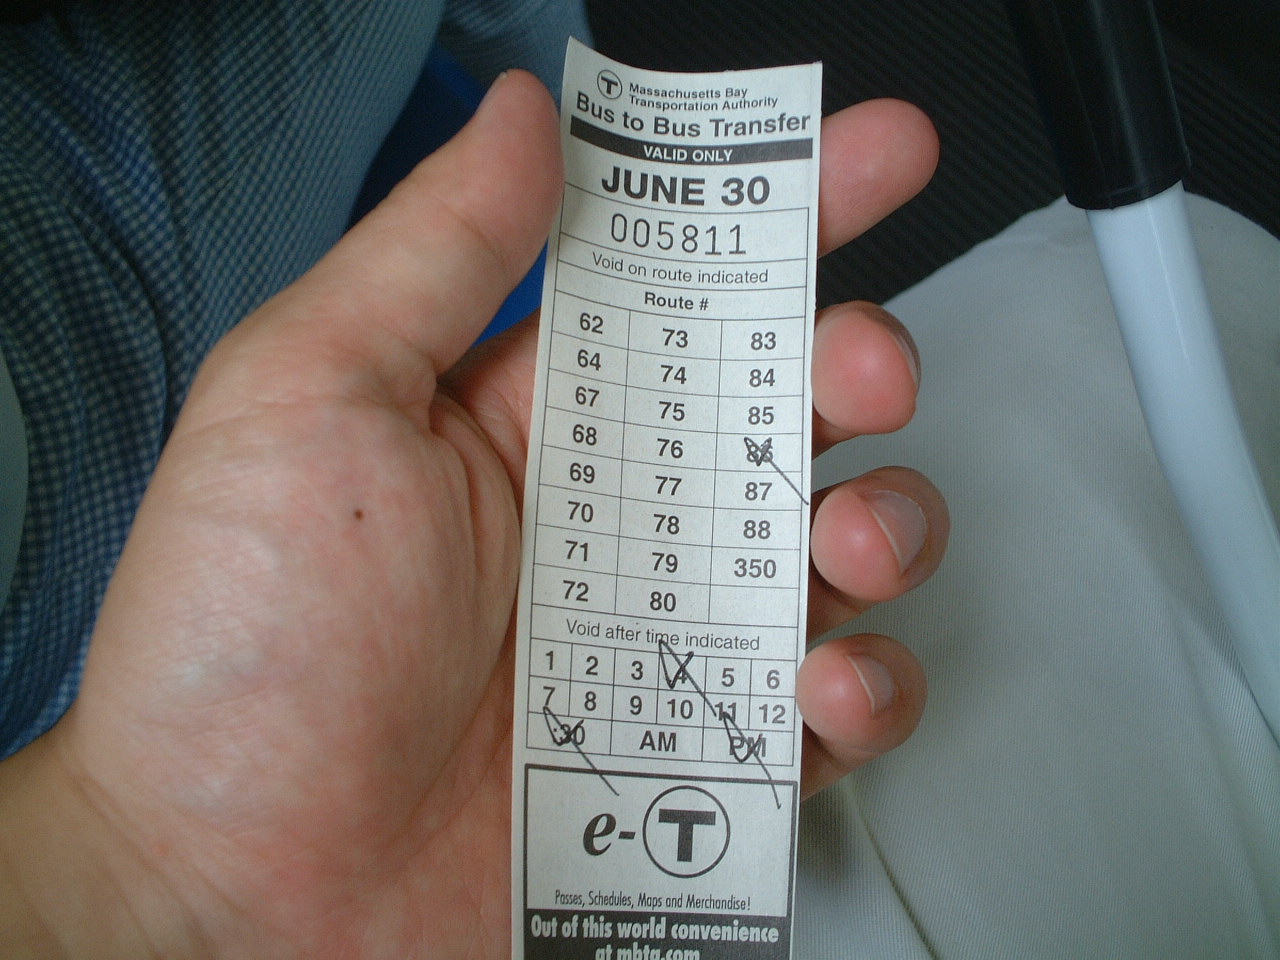 T Massachusetts Bay
Transportation Authority
Bus to Bus Transfer
VALID ONLY
JUNE 30
005811
Void on route indicated
Route #
62 73 83
64 74 84
67 75 85
68 76 86
69 77 87
70 78 88
71 79 350
72 80
Void after time indicated
1 2 3 4 5 6
7 8 9 10 11 12
:30 AM PM
e-T
Passes, Schedules, Maps and Merchandise!
Out of this world convenience
at mbta.com